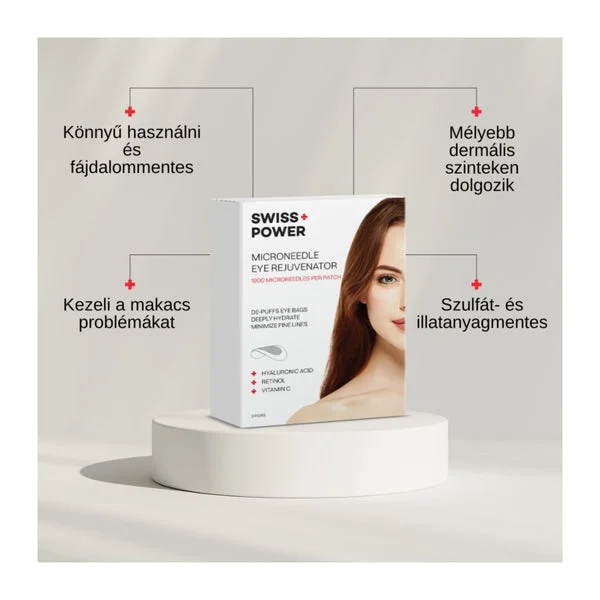 Könnyű használni
és
fájdalommentes
Mélyebb
dermális
szinteken
dolgozik
Kezeli a makacs
problémákat
Szulfát- és
illatanyagmentes
SWISS+
POWER
MICRONEEDLE
EYE REJUVENATOR
1900 MICRONEEDLES PER PATCH
DE-PUFFS EYE BAGS
DEEPLY HYDRATE
MINIMIZE FINE LINES
+ HYALURONIC ACID
+ RETINOL
+ VITAMIN C